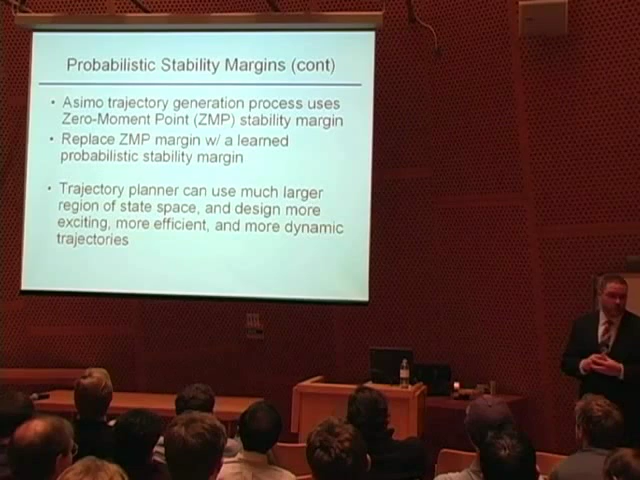 Probabilistic Stability Margins (cont)
• Asimo trajectory generation process uses
Zero-Moment Point (ZMP) stability margin
• Replace ZMP margin w/ a learned
probabilistic stability margin
• Trajectory planner can use much larger
region of state space, and design more
exciting, more efficient, and more dynamic
trajectories